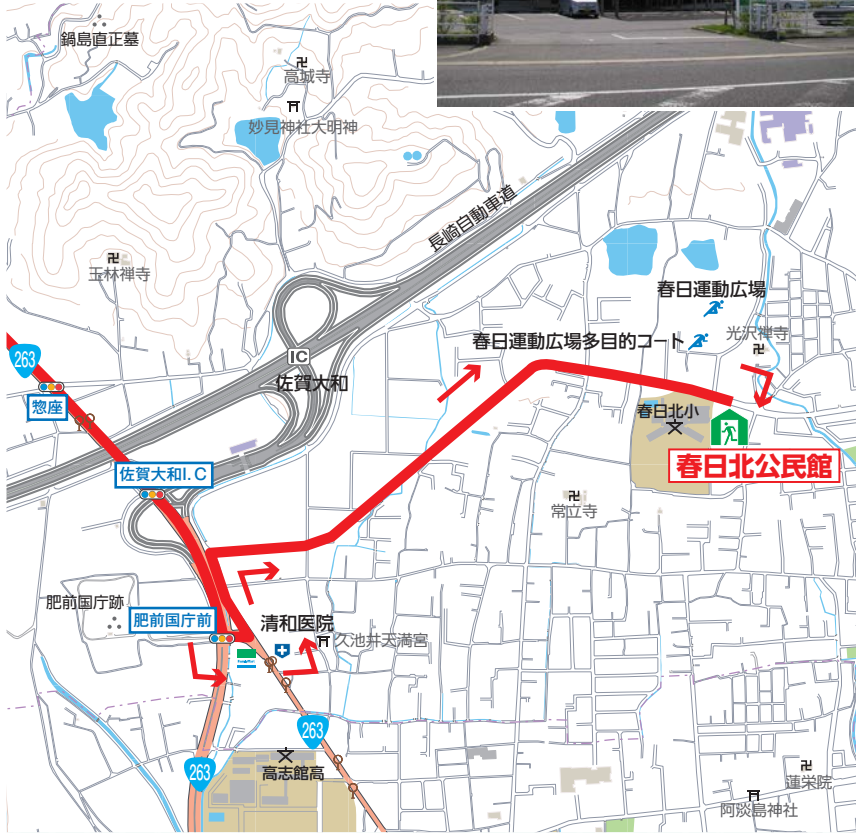 鍋島直正墓
高城寺
妙見神社大明神
長崎自動車道
玉林禅寺
春日運動広場
光沢禅寺
春日運動広場多目的コート
263
IC
佐賀大和
惣座
春日北小
春日北公民館
佐賀大和I.C
常立寺
肥前国庁跡
肥前国庁前
清和医院
久池井天満宮
FamilyMart
263
263
高志館高
蓮栄院
阿淡島神社